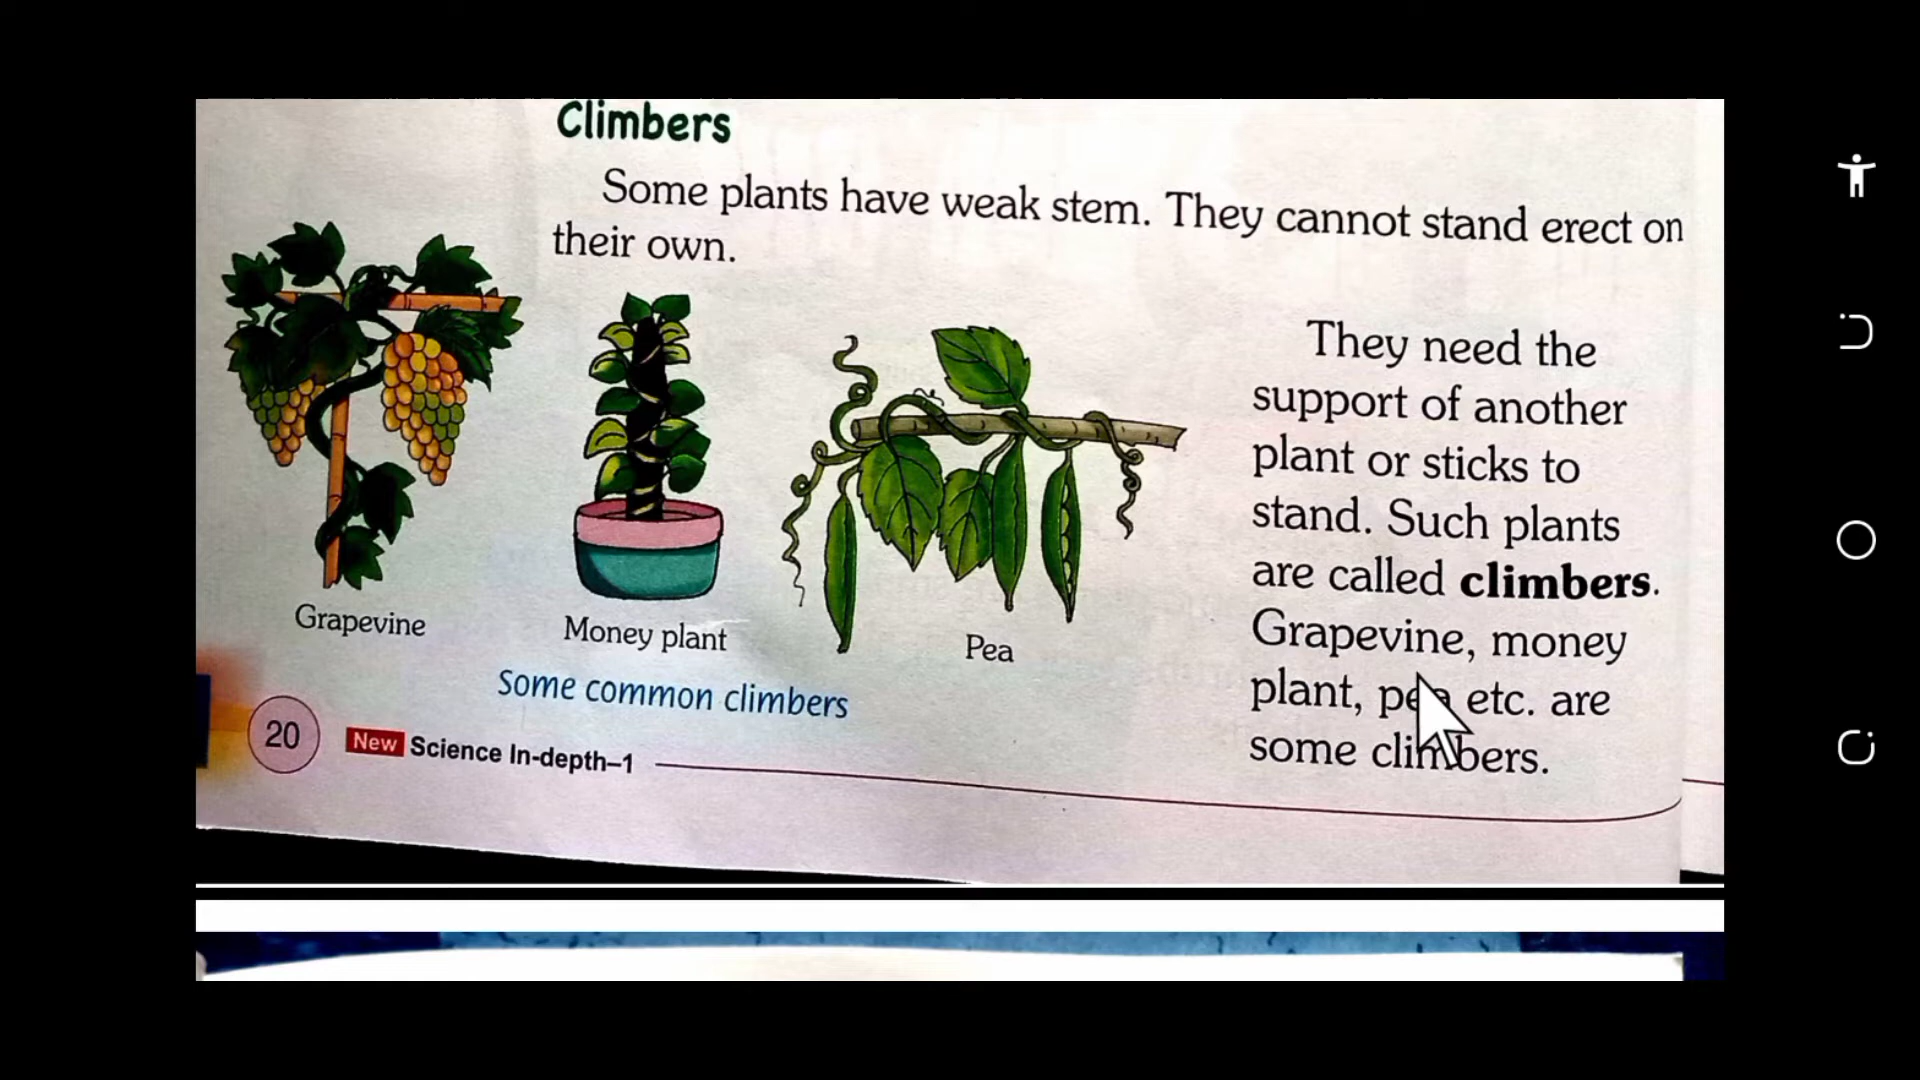 Climbers
Some plants have weak stem. They cannot stand erect on
their own.
They need the
support of another
plant or sticks to
stand. Such plants
are called climbers.
Grapevine, money
plant, pea etc. are
some climbers.
Grapevine
Money plant
Pea
Some common climbers
20
New Science In-depth–1